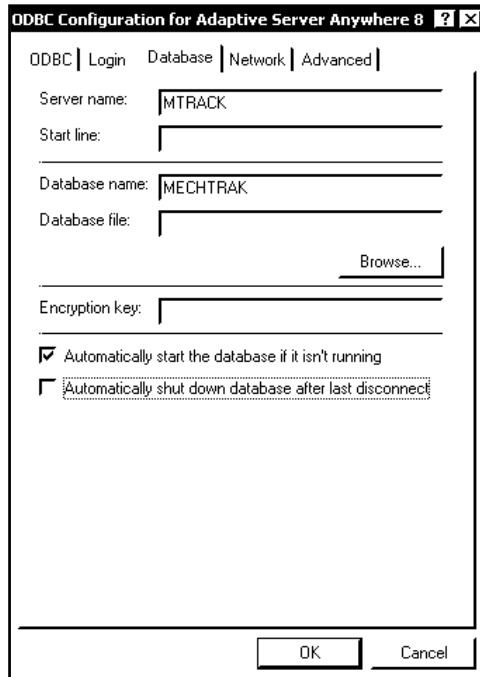 ODBC Configuration for Adaptive Server Anywhere 8 ? ×
ODBC Login Database Network Advanced
Server name: MTRACK
Start line:
Database name: MECHTRAK
Database file:
Browse...
Encryption key:
Automatically start the database if it isn't running
Automatically shut down database after last disconnect
OK Cancel